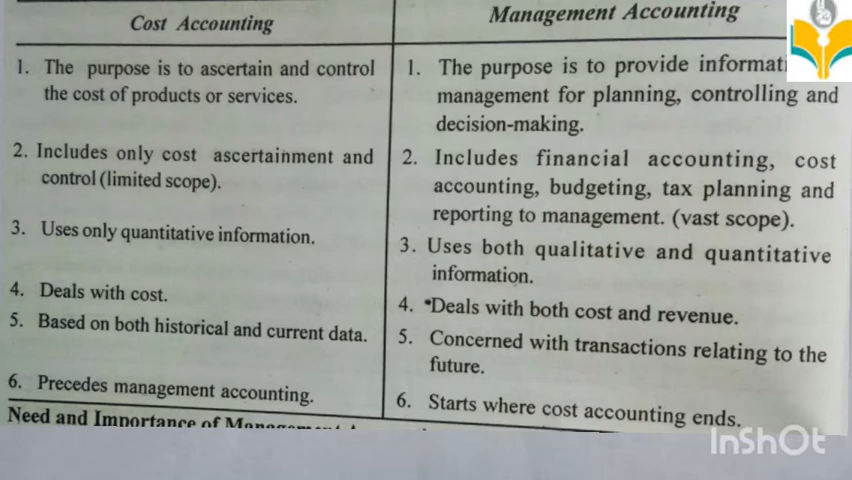 Cost Accounting
1. The purpose is to ascertain and control
the cost of products or services.
2. Includes only cost ascertainment and
control (limited scope).
3. Uses only quantitative information.
4. Deals with cost.
5. Based on both historical and current data.
6. Precedes management accounting.
Management Accounting
1. The purpose is to provide
management for planning, controlling and
decision-making.
2. Includes financial accounting, cost
accounting, budgeting, tax planning and
reporting to management. (vast scope).
3. Uses both qualitative and quantitative
information.
4. Deals with both cost and revenue.
5. Concerned with transactions relating to the
future.
6. Starts where cost accounting ends.
Need and Importance of
InShOt